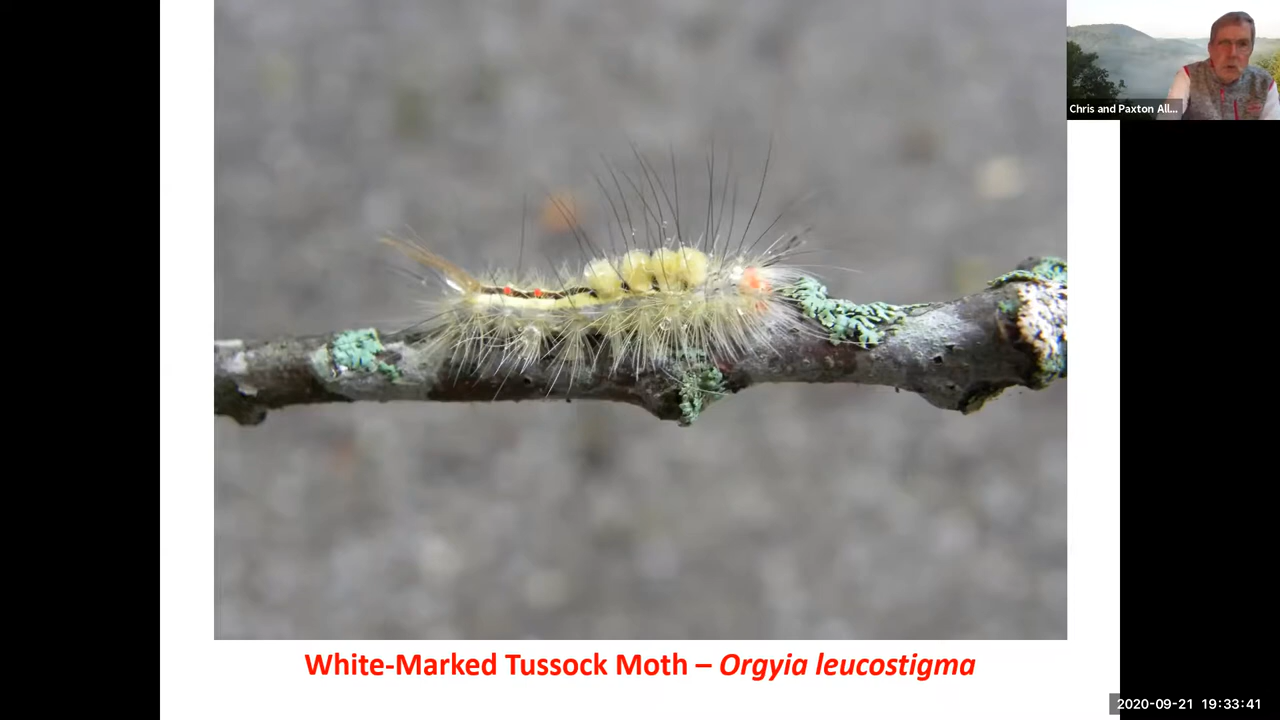 Chris and Paxton All...
White-Marked Tussock Moth – Orgyia leucostigma
2020-09-21 19:33:41